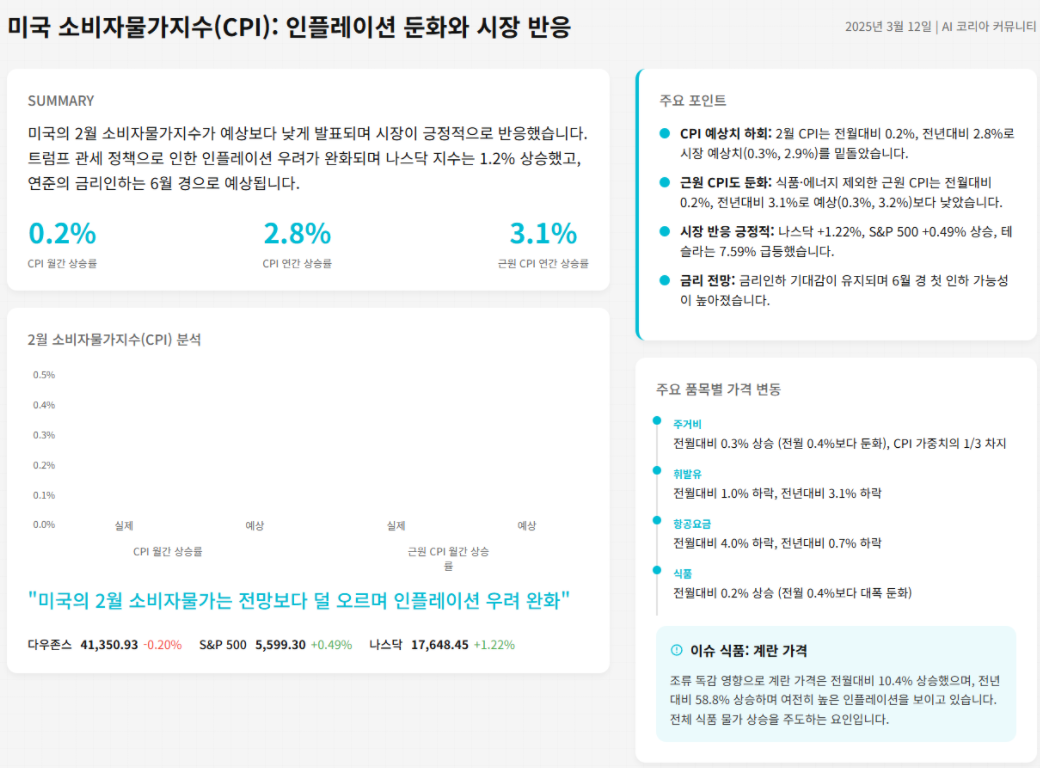 미국 소비자물가지수(CPI): 인플레이션 둔화와 시장 반응
2025년 3월 12일 | AI 코리아 커뮤니티
SUMMARY
미국의 2월 소비자물가지수가 예상보다 낮게 발표되며 시장이 긍정적으로 반응했습니다.
트럼프 관세 정책으로 인한 인플레이션 우려가 완화되며 나스닥 지수는 1.2% 상승했고,
연준의 금리인하는 6월 경으로 예상됩니다.
0.2%
CPI 월간 상승률
2.8%
CPI 연간 상승률
3.1%
근원 CPI 연간 상승률
2월 소비자물가지수(CPI) 분석
0.5%
0.4%
0.3%
0.2%
0.1%
0.0%
실제
예상
실제
예상
CPI 월간 상승률
근원 CPI 월간 상승
률
"미국의 2월 소비자물가는 전망보다 덜 오르며 인플레이션 우려 완화"
다우존스 41,350.93 -0.20% S&P 500 5,599.30 +0.49% 나스닥 17,648.45 +1.22%
주요 포인트
CPI 예상치 하회: 2월 CPI는 전월대비 0.2%, 전년대비 2.8%로
시장 예상치(0.3%, 2.9%)를 밑돌았습니다.
근원 CPI도 둔화: 식품·에너지 제외한 근원 CPI는 전월대비
0.2%, 전년대비 3.1%로 예상(0.3%, 3.2%)보다 낮았습니다.
시장 반응 긍정적: 나스닥 +1.22%, S&P 500 +0.49% 상승, 테
슬라는 7.59% 급등했습니다.
금리 전망: 금리인하 기대감이 유지되며 6월 경 첫 인하 가능성
이 높아졌습니다.
주요 품목별 가격 변동
주거비
전월대비 0.3% 상승 (전월 0.4%보다 둔화), CPI 가중치의 1/3 차지
휘발유
전월대비 1.0% 하락, 전년대비 3.1% 하락
항공요금
전월대비 4.0% 하락, 전년대비 0.7% 하락
식품
전월대비 0.2% 상승 (전월 0.4%보다 대폭 둔화)
이슈 식품: 계란 가격
조류 독감 영향으로 계란 가격은 전월대비 10.4% 상승했으며, 전년
대비 58.8% 상승하며 여전히 높은 인플레이션을 보이고 있습니다.
전체 식품 물가 상승을 주도하는 요인입니다.